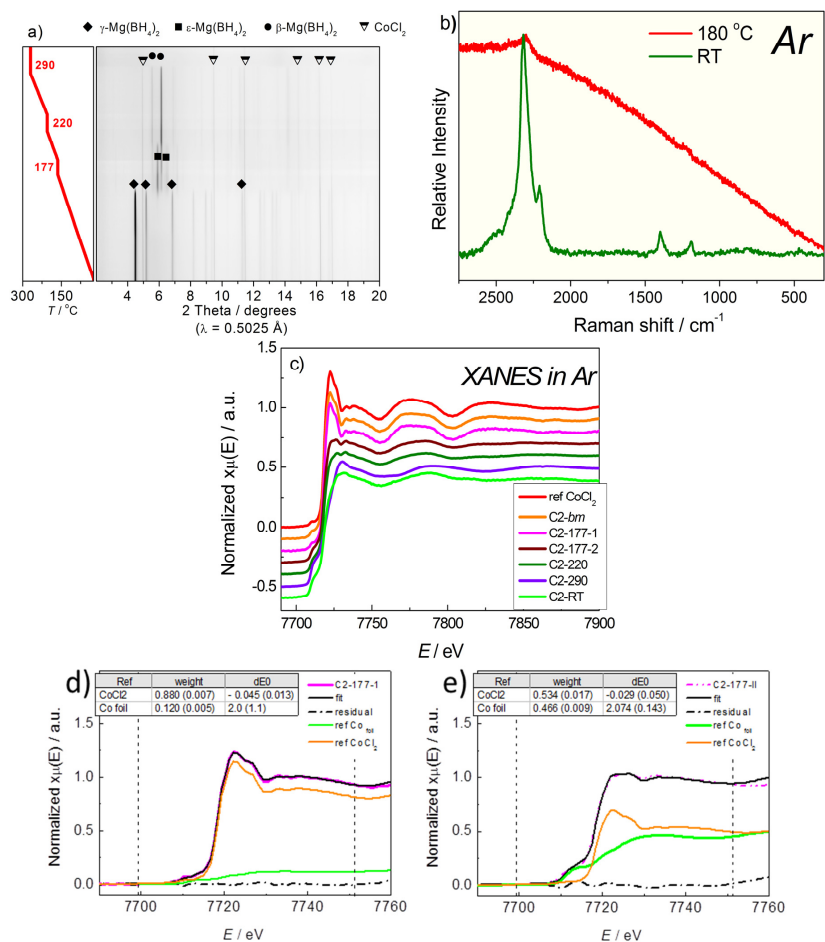 a)
◆ γ-Mg(BH₄)₂ ■ ε-Mg(BH₄)₂ ● β-Mg(BH₄)₂ CoCl₂
290
220
177
300 150
T / °C
4 6 8 10 12 14 16 18 20
2 Theta / degrees
(λ = 0.5025 Å)
b)
Ar
180 °C
RT
Relative Intensity
2500 2000 1500 1000 500
Raman shift / cm⁻¹
c)
XANES in Ar
Normalized xμ(E) / a.u.
1.5
1.0
0.5
0.0
-0.5
ref CoCl₂
C2-bm
C2-177-1
C2-177-2
C2-220
C2-290
C2-RT
7700 7750 7800 7850 7900
E / eV
d)
Ref weight dE0
CoCl2 0.880 (0.007) - 0.045 (0.013)
Co foil 0.120 (0.005) 2.0 (1.1)
C2-177-1
fit
residual
ref Co foil
ref CoCl₂
Normalized xμ(E) / a.u.
1.5
1.0
0.5
0.0
7700 7720 7740 7760
E / eV
e)
Ref weight dE0
CoCl2 0.534 (0.017) -0.029 (0.050)
Co foil 0.466 (0.009) 2.074 (0.143)
C2-177-II
fit
residual
ref Co foil
ref CoCl₂
Normalized xμ(E) / a.u.
1.5
1.0
0.5
0.0
7700 7720 7740 7760
E / eV